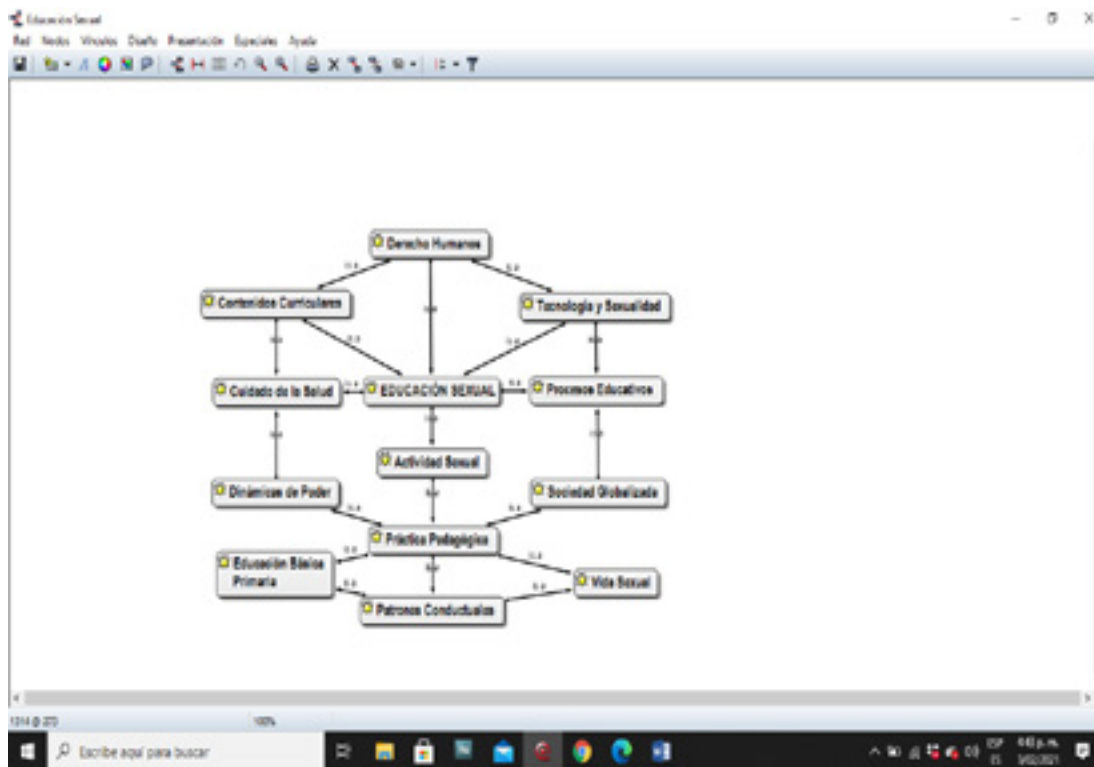 Educación Sexual
Red Nodos Vínculos Diseño Presentación Especiales Ayuda
Derecho Humanos
Contenidos Curriculares
Tecnología y Sexualidad
Cuidado de la Salud
EDUCACIÓN SEXUAL
Procesos Educativos
Actividad Sexual
Dinámicas de Poder
Sociedad Globalizada
Práctica Pedagógica
Educación Básica
Primaria
Vida Sexual
Patrones Conductuales
100%
Escribe aquí para buscar
ESP
ES